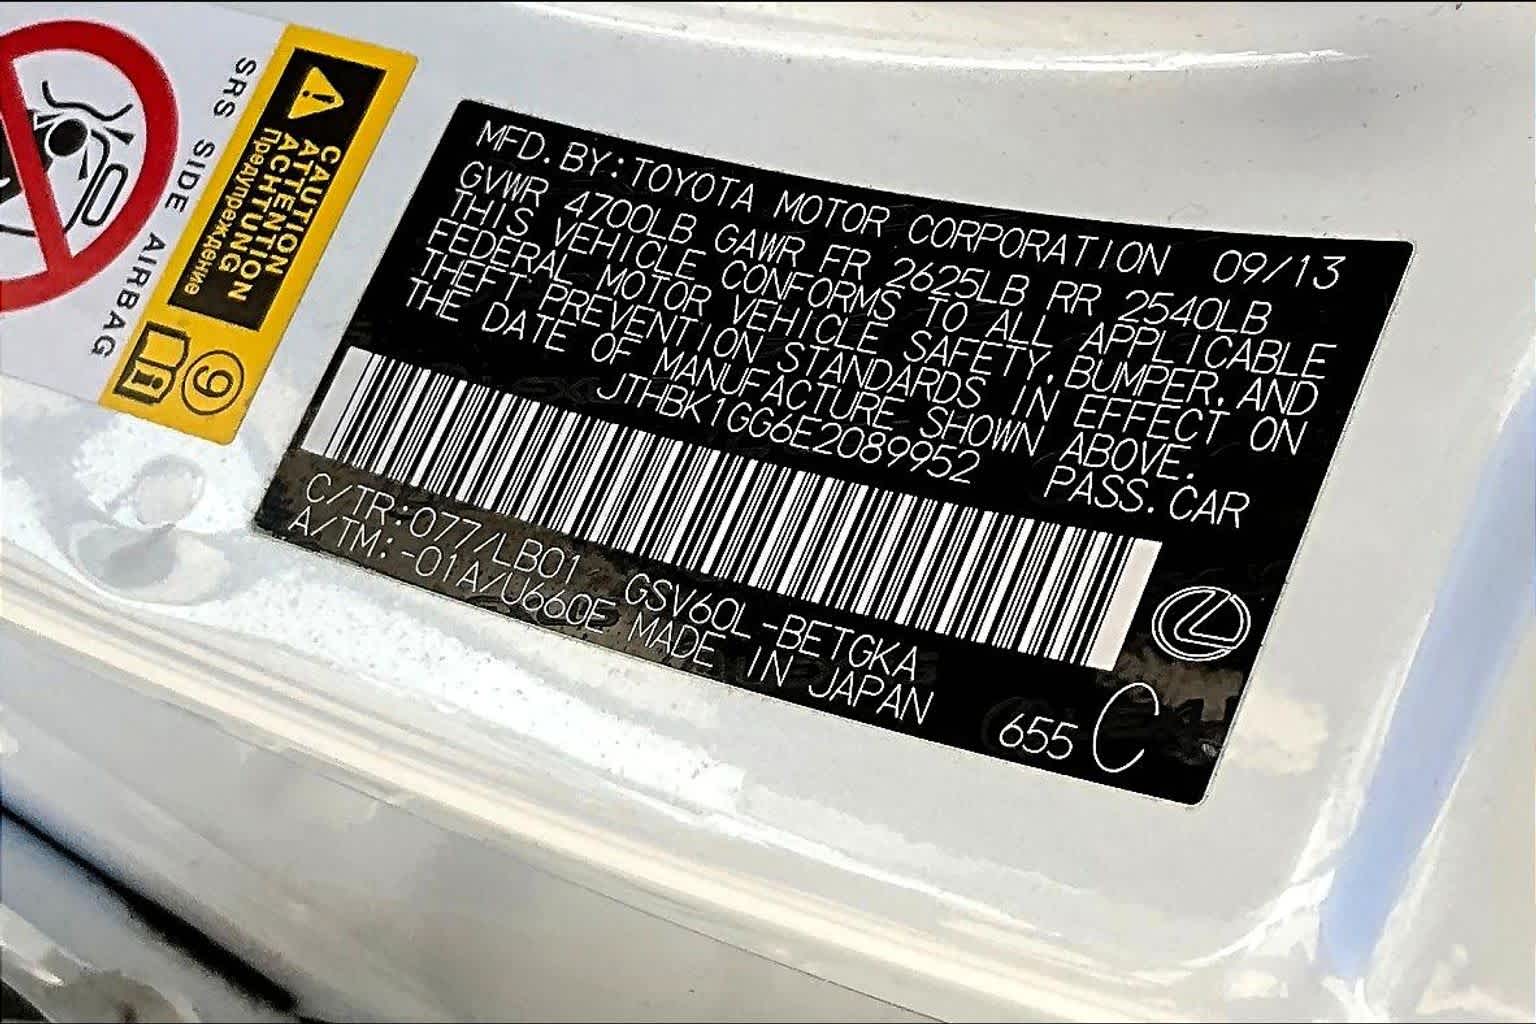 SRS SIDE AIRBAG
CAUTION
ATTENTION
ACHTUNG
Предупреждение
9
MFD. BY: TOYOTA MOTOR CORPORATION 09/13
GVWR 4700LB GAWR FR 2625LB RR 2540LB
THIS VEHICLE CONFORMS TO ALL APPLICABLE
FEDERAL MOTOR VEHICLE SAFETY, BUMPER, AND
THEFT PREVENTION STANDARDS IN EFFECT ON
THE DATE OF MANUFACTURE SHOWN ABOVE.
JTHBK1GG6E2089952 PASS. CAR
C/TR: 077/LB01 GSV60L-BETGKA
A/TM: -01A/U660E MADE IN JAPAN
655 C